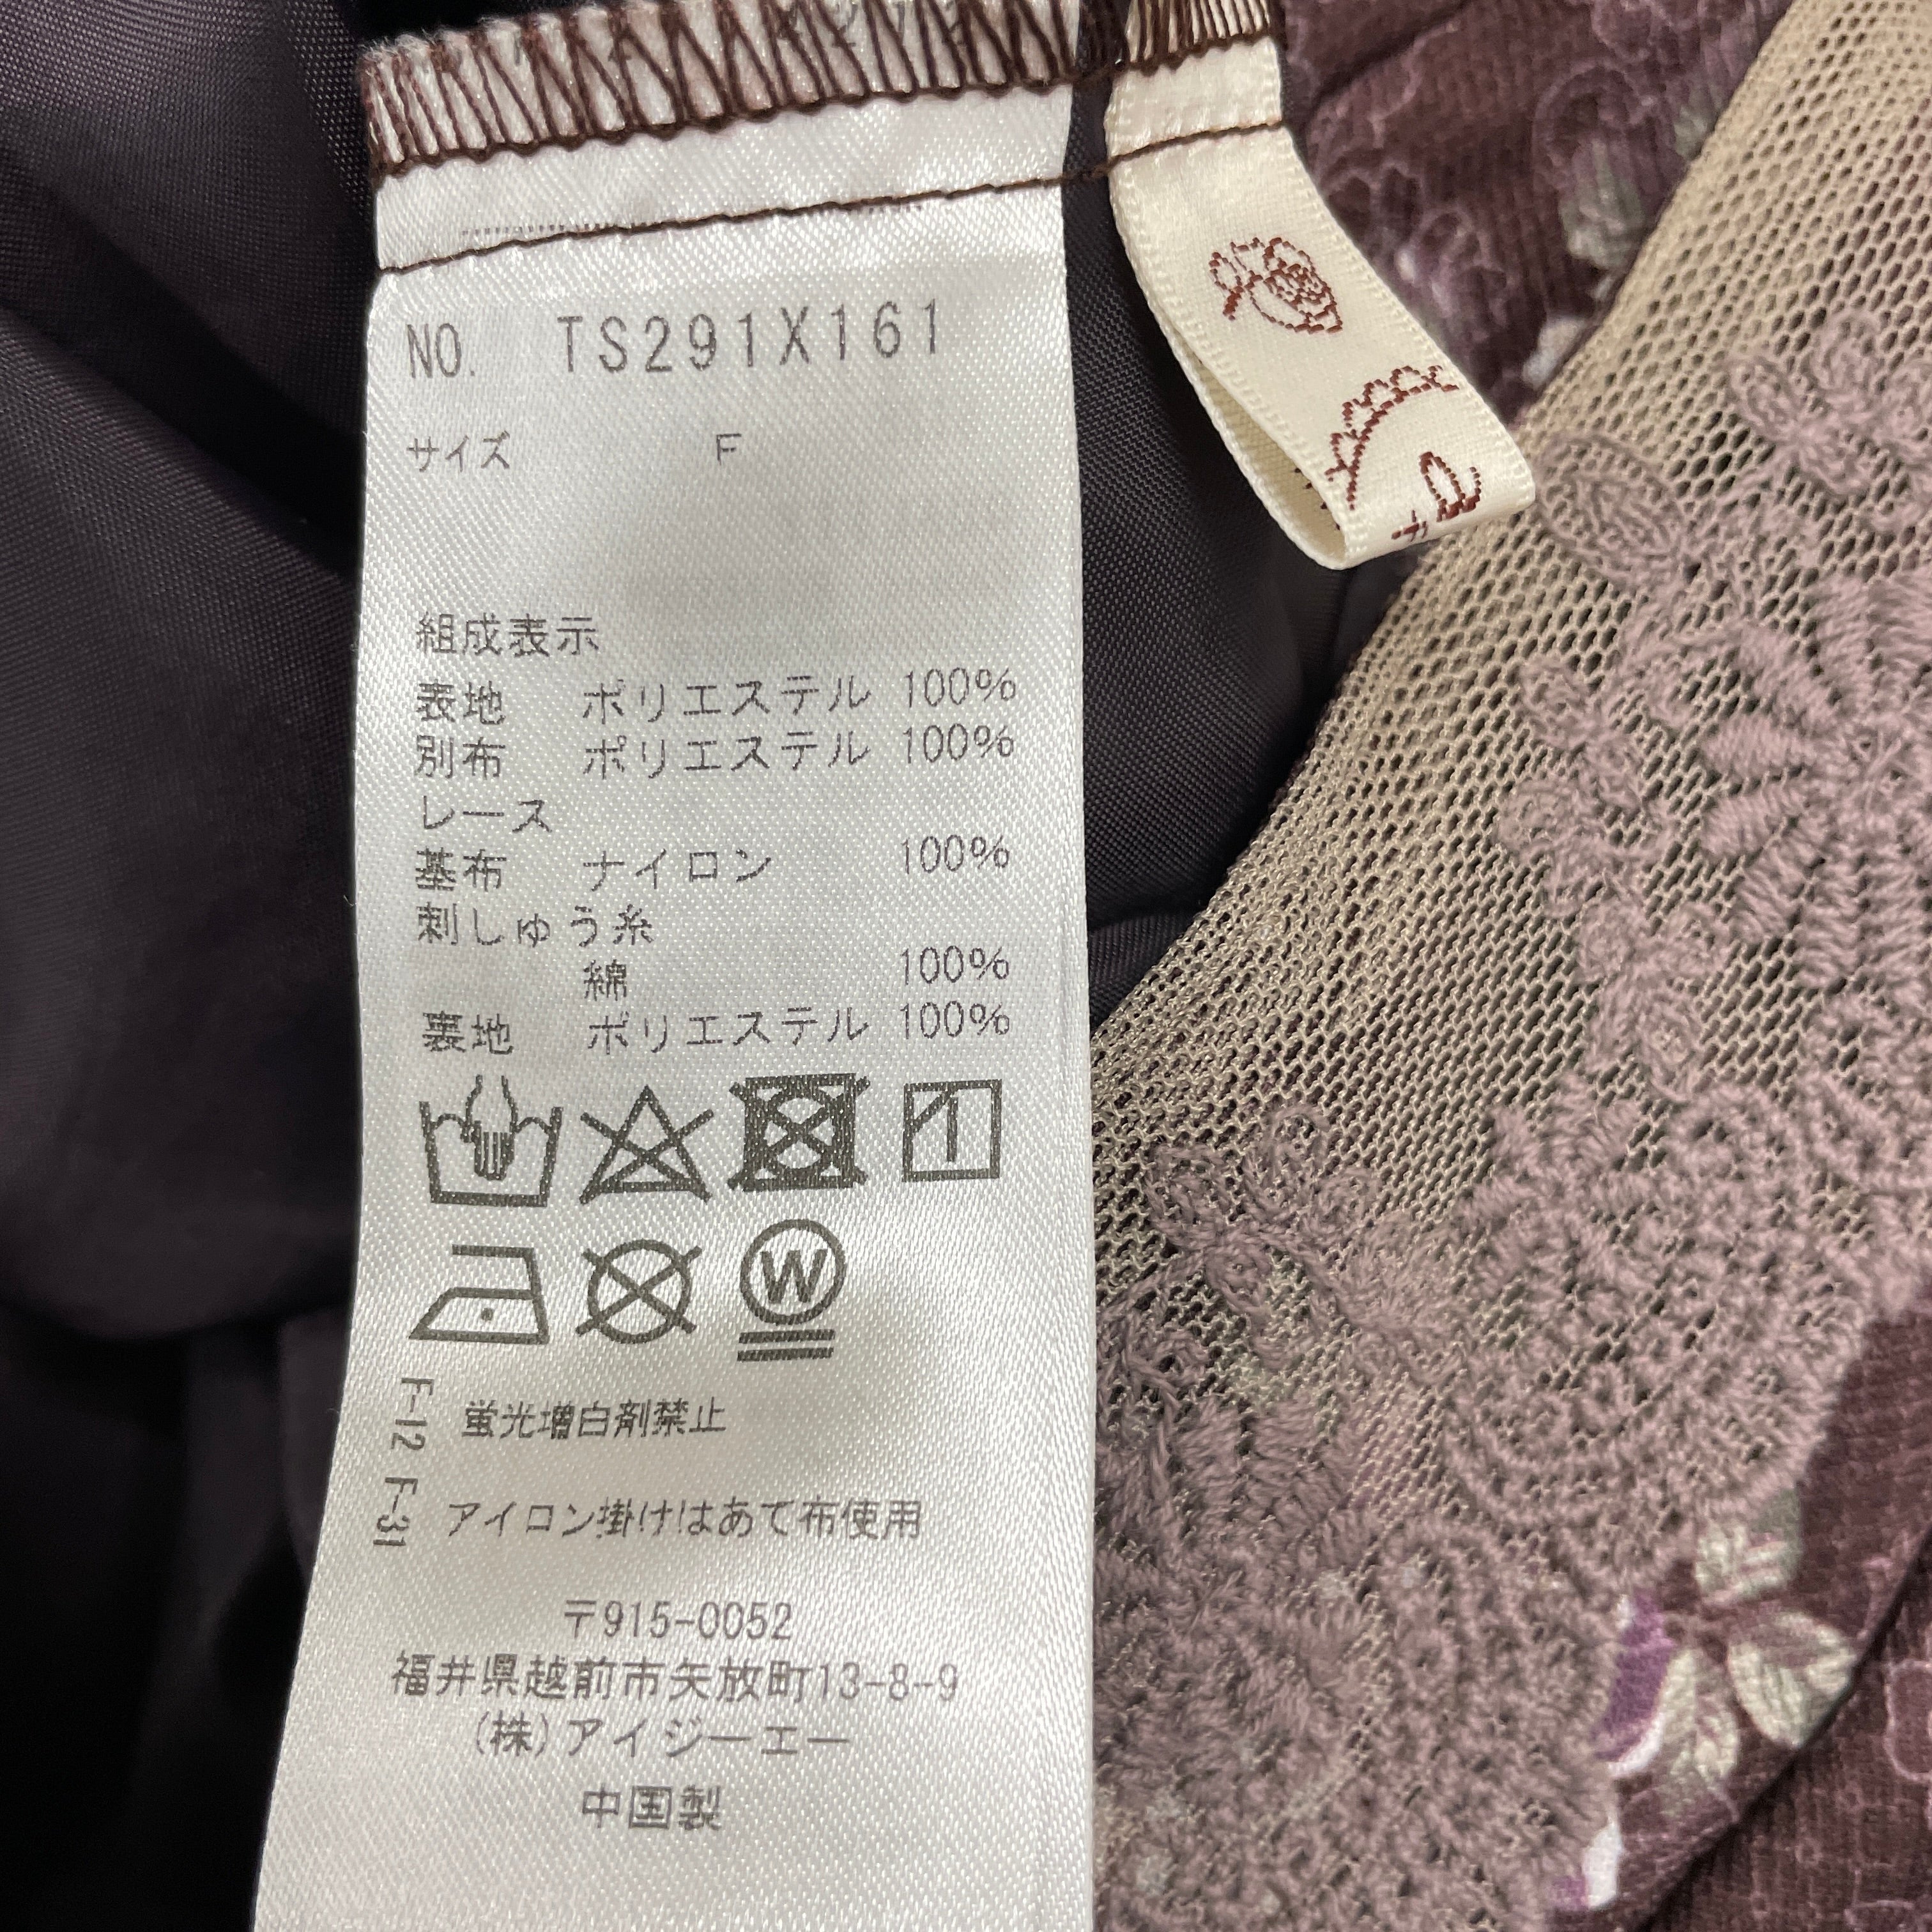 NO. TS291X161
サイズ F
組成表示
表地 ポリエステル 100%
別布 ポリエステル 100%
レース
基布 ナイロン 100%
刺しゅう糸
綿 100%
裏地 ポリエステル 100%
W
F-12 蛍光増白剤禁止
F-31 アイロン掛けはあて布使用
〒915-0052
福井県越前市矢放町13-8-9
(株)アイジーエー
中国製